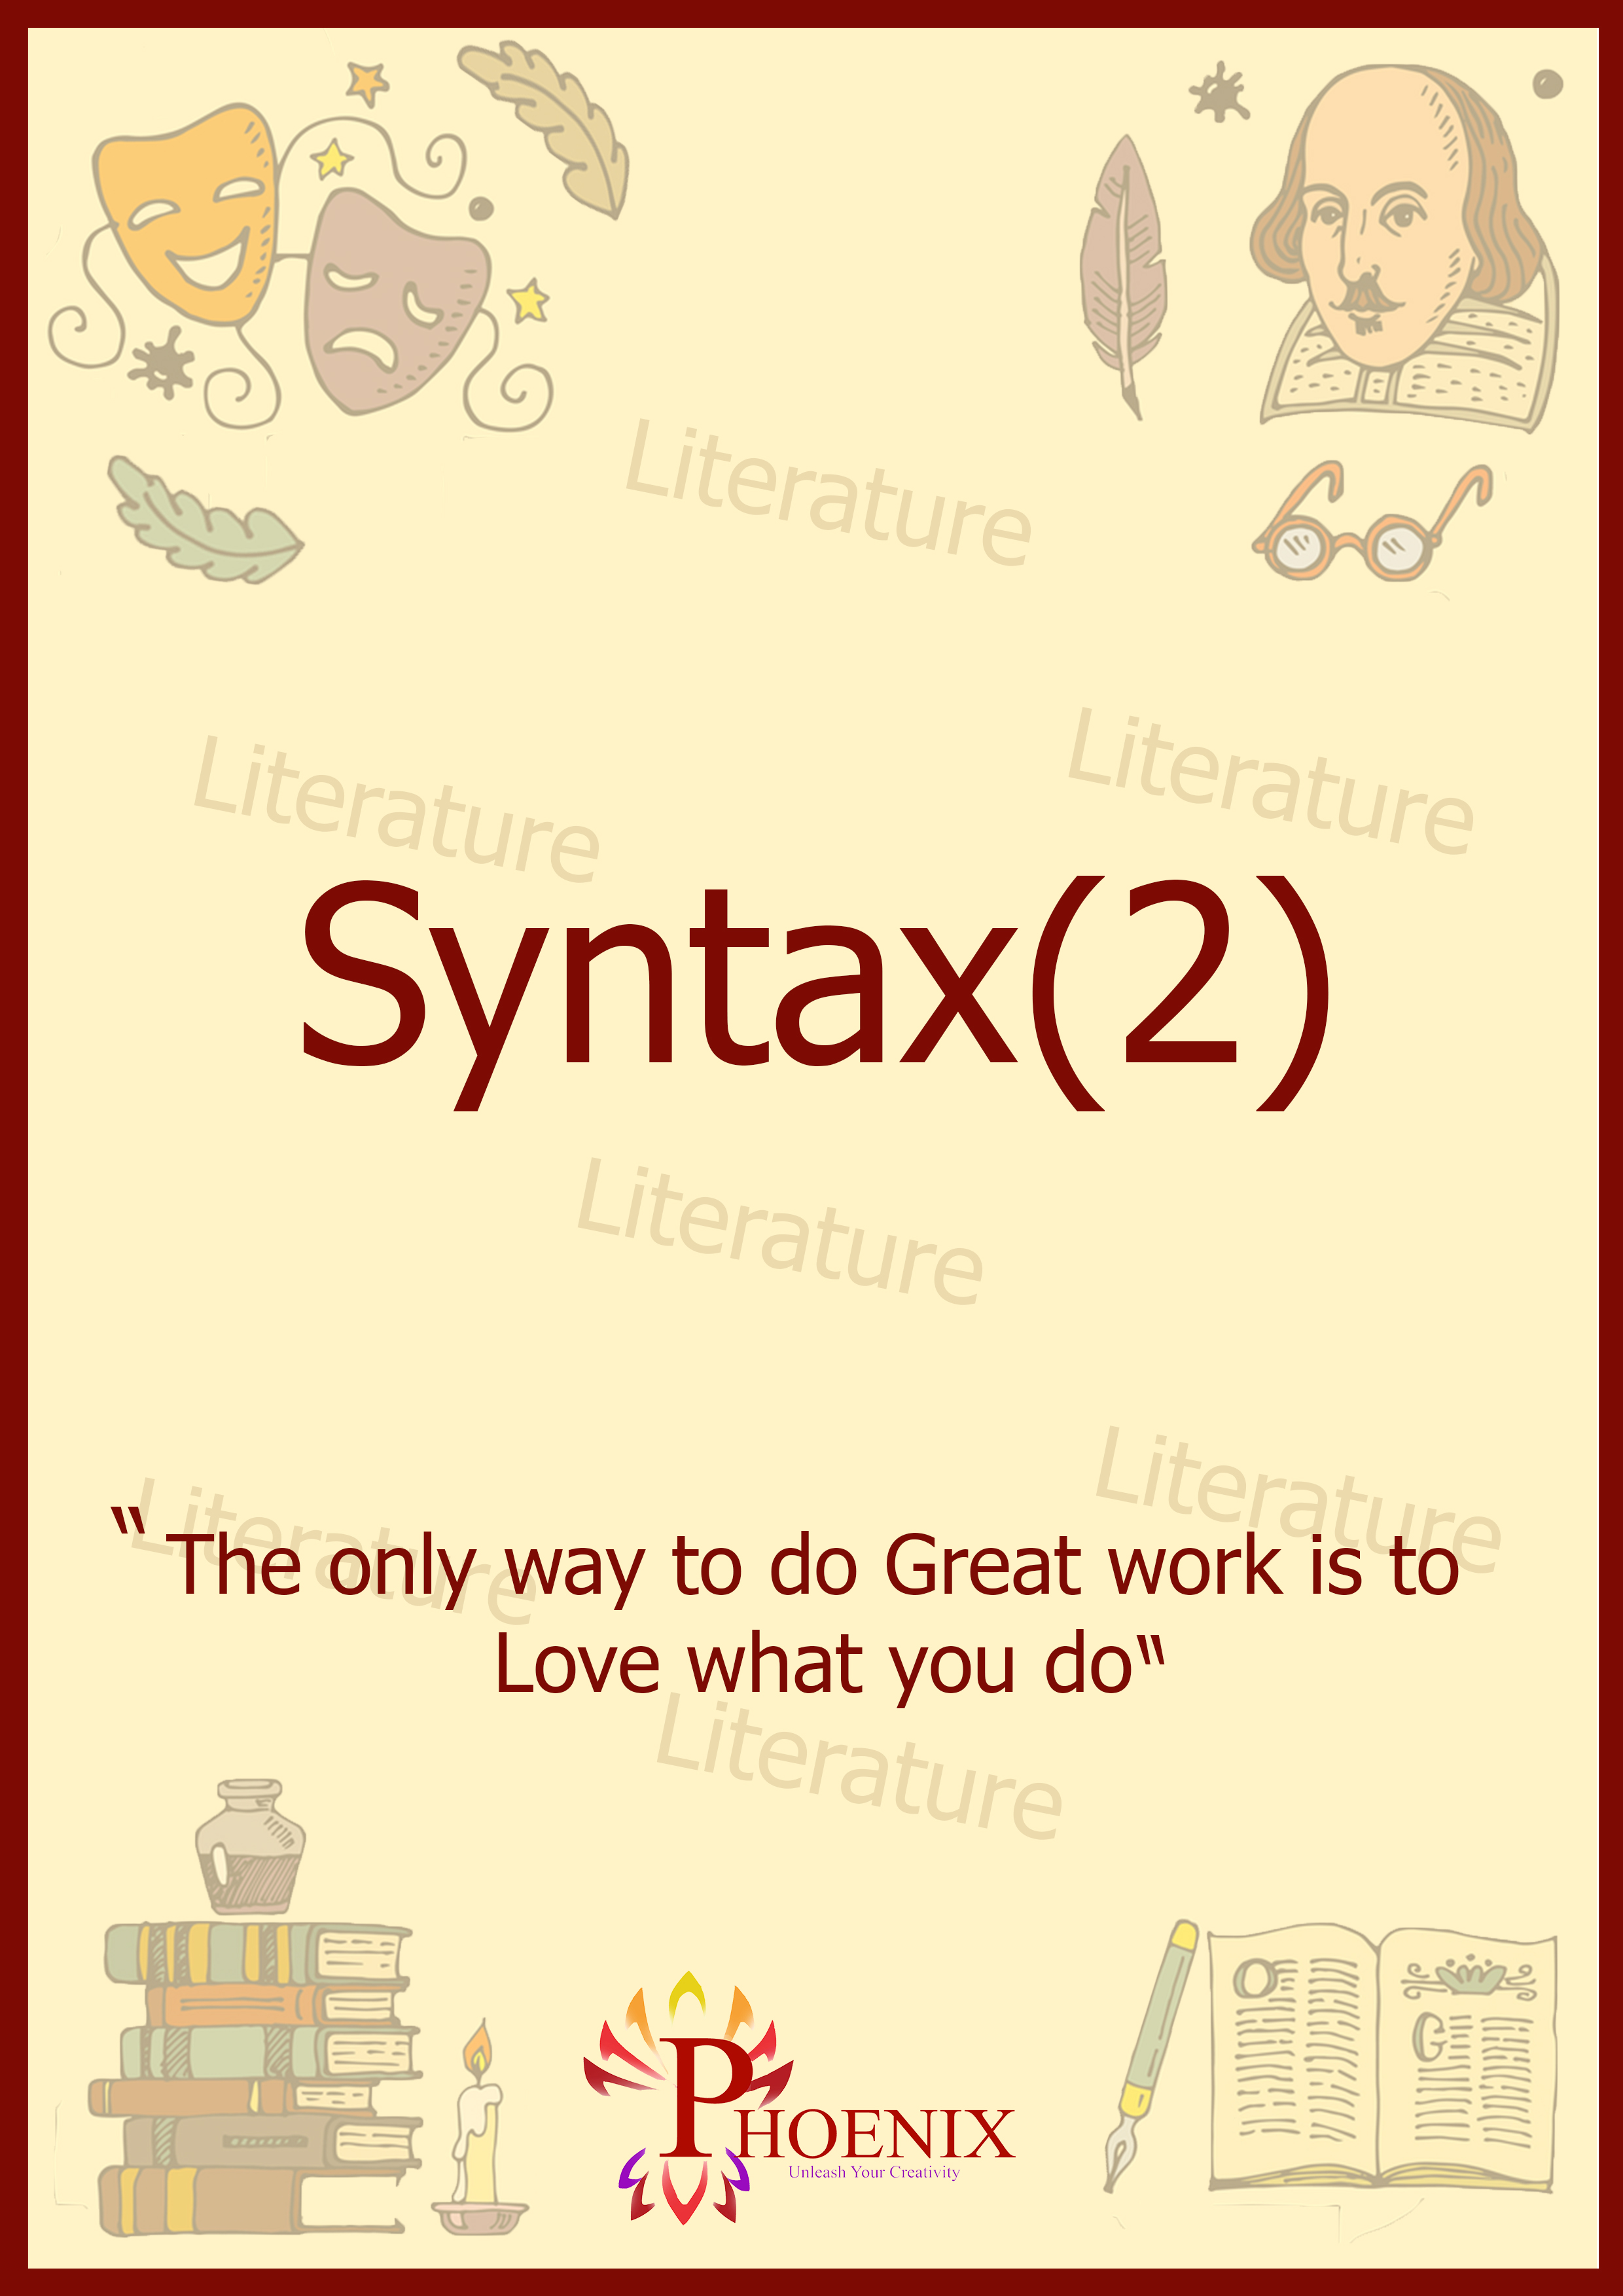 Literature
Literature
Literature
Syntax(2)
Literature
Literature
Literature
“ The only way to do Great work is to
Love what you do“
Literature
O
G
PHOENIX
Unleash Your Creativity